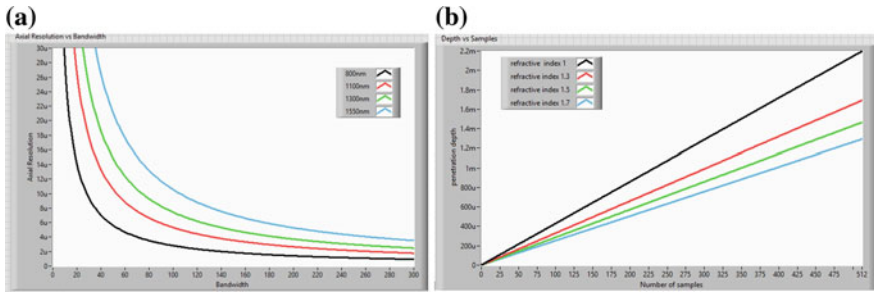 (a)
Axial Resolution vs Bandwidth
30u
28u
26u
24u
22u
20u
18u
16u
14u
12u
10u
8u
6u
4u
2u
0
Axial Resolution
800nm
1100nm
1300nm
1550nm
0 20 40 60 80 100 120 140 160 180 200 220 240 260 280 300
Bandwidth
(b)
Depth vs Samples
2.2m
2m
1.8m
1.6m
1.4m
1.2m
1m
800u
600u
400u
200u
0
penetration depth
refractive index 1
refractive index 1.3
refractive index 1.5
refractive index 1.7
0 25 50 75 100 125 150 175 200 225 250 275 300 325 350 375 400 425 450 475 512
Number of samples